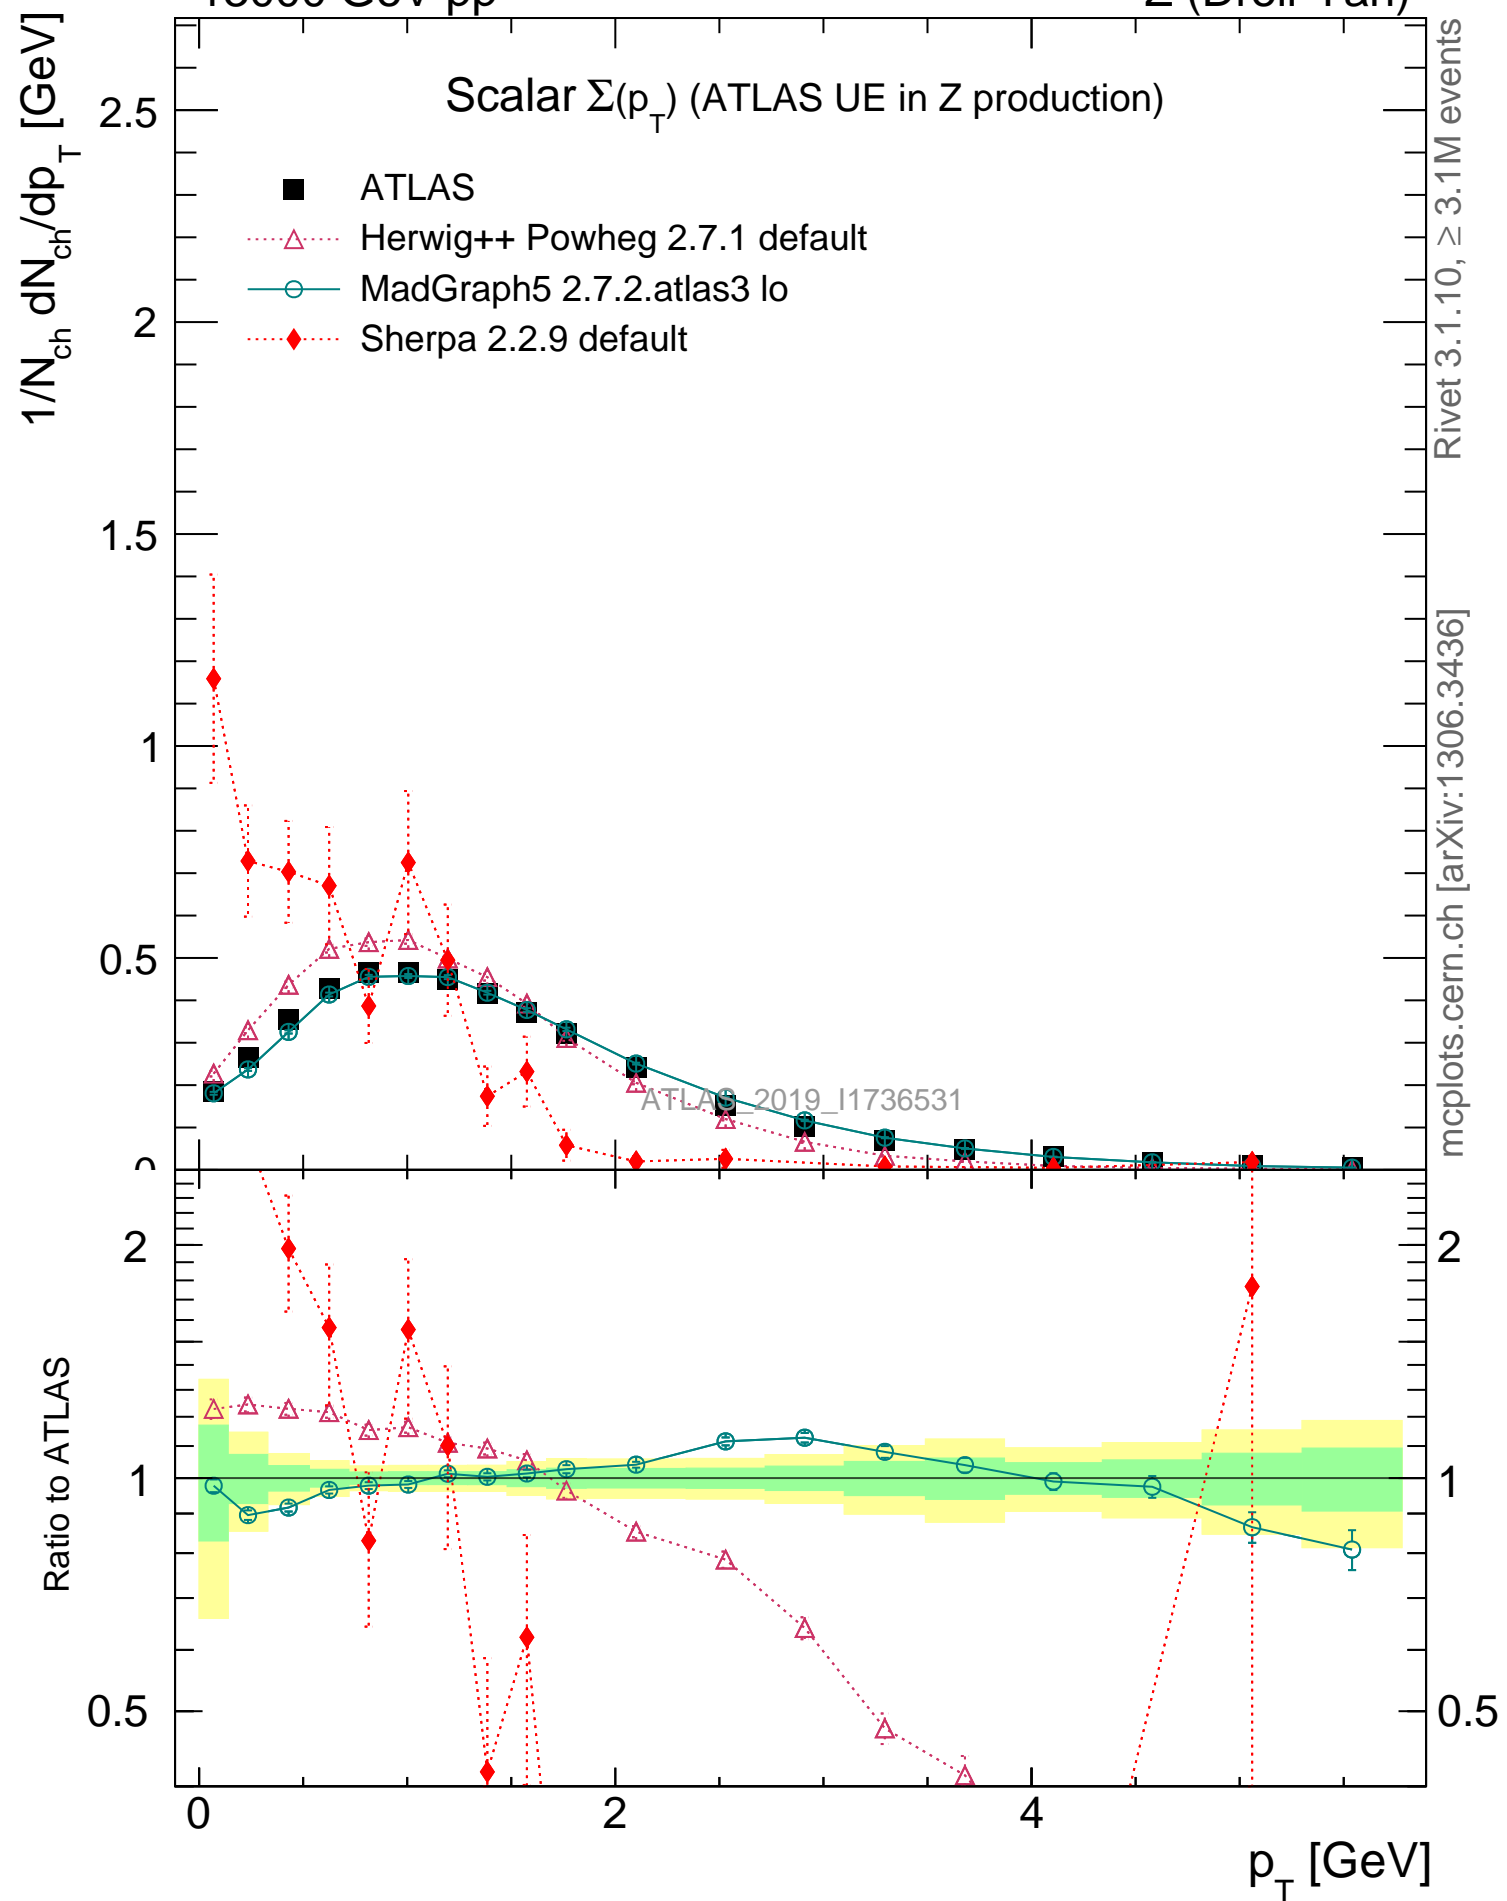 Scalar Σ(p_T) (ATLAS UE in Z production)
ATLAS
Herwig++ Powheg 2.7.1 default
MadGraph5 2.7.2.atlas3 lo
Sherpa 2.2.9 default
1/N_ch dN_ch/dp_T [GeV]
2.5
2
1.5
1
0.5
0
ATLAS_2019_I1736531
Rivet 3.1.10, ≥ 3.1M events
mcplots.cern.ch [arXiv:1306.3436]
Ratio to ATLAS
2
1
0.5
2
1
0.5
0
2
4
p_T [GeV]